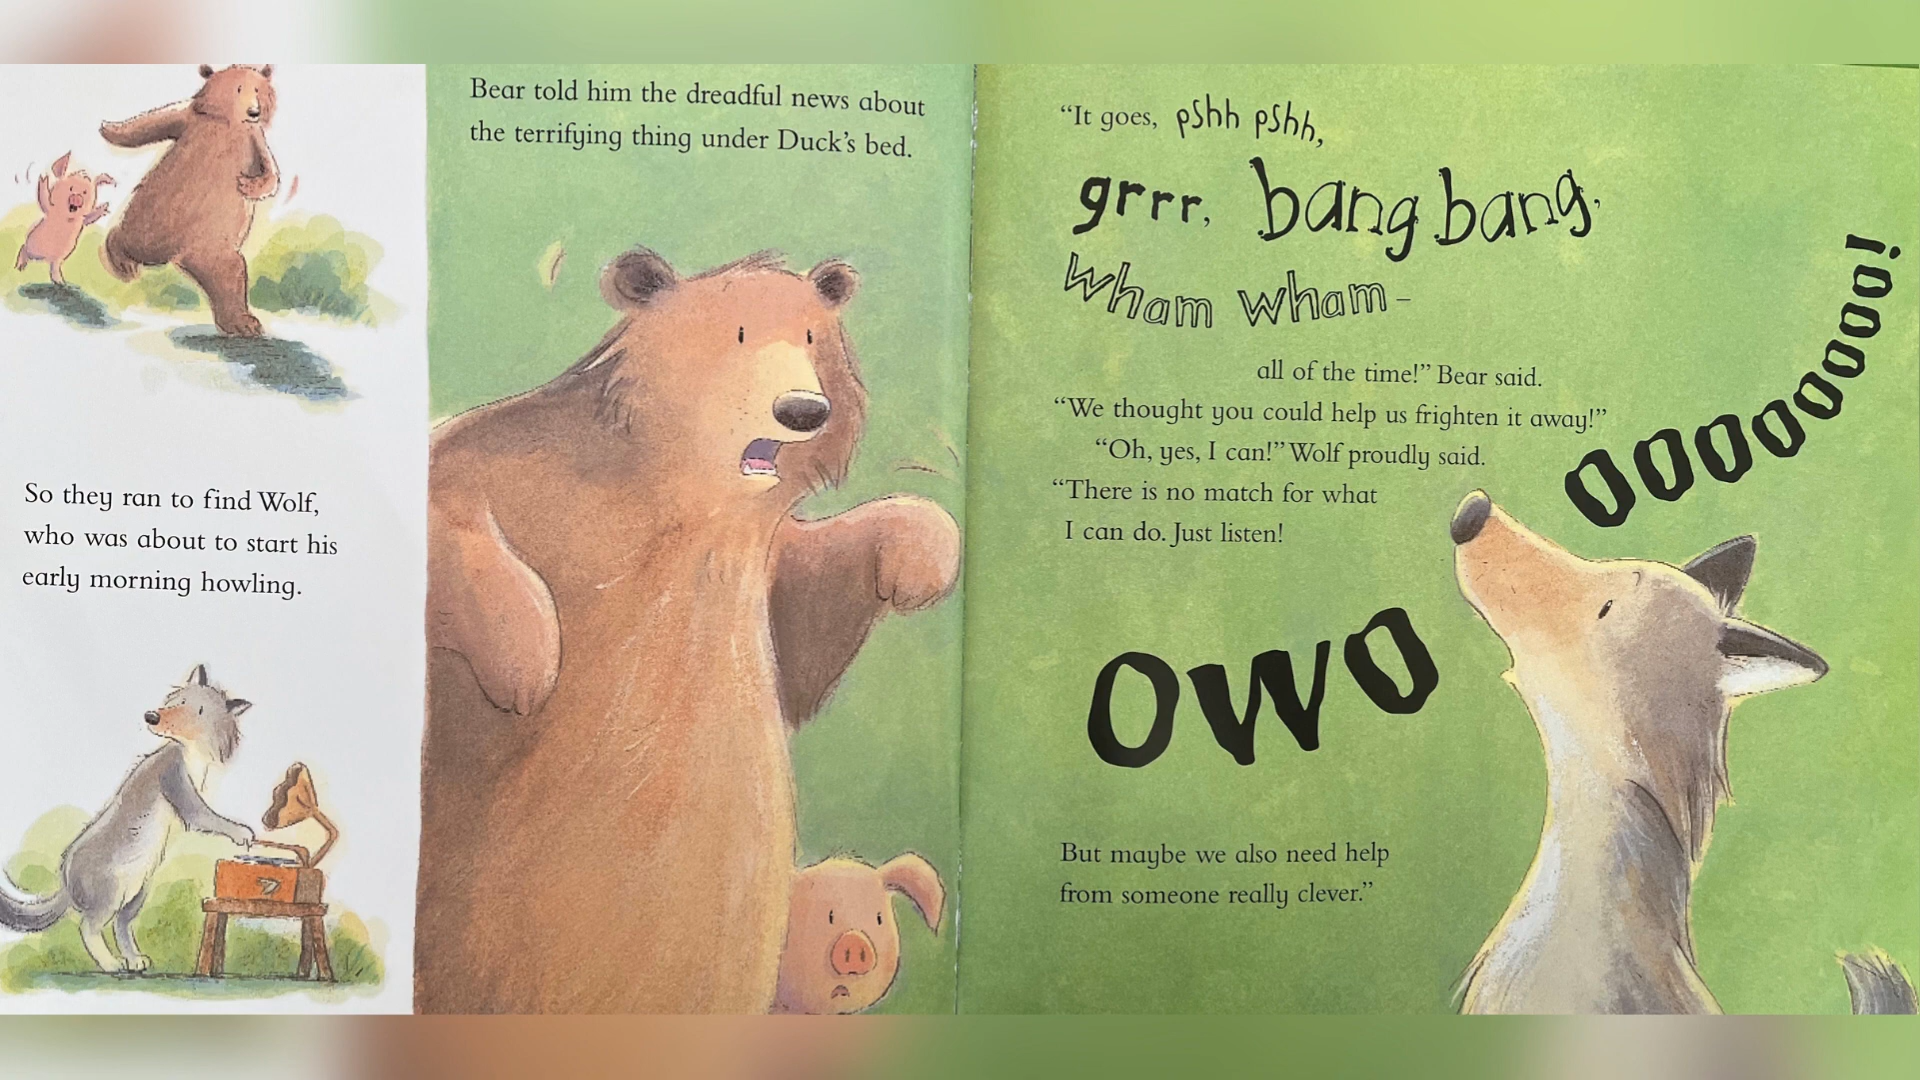 So they ran to find Wolf,
who was about to start his
early morning howling.
Bear told him the dreadful news about
the terrifying thing under Duck's bed.
“It goes, pshh pshh,
grrr, bang bang,
wham wham –
all of the time!” Bear said.
“We thought you could help us frighten it away!”
“Oh, yes, I can!” Wolf proudly said.
“There is no match for what
I can do. Just listen!
OWO
OOOOOOOO!
But maybe we also need help
from someone really clever.”